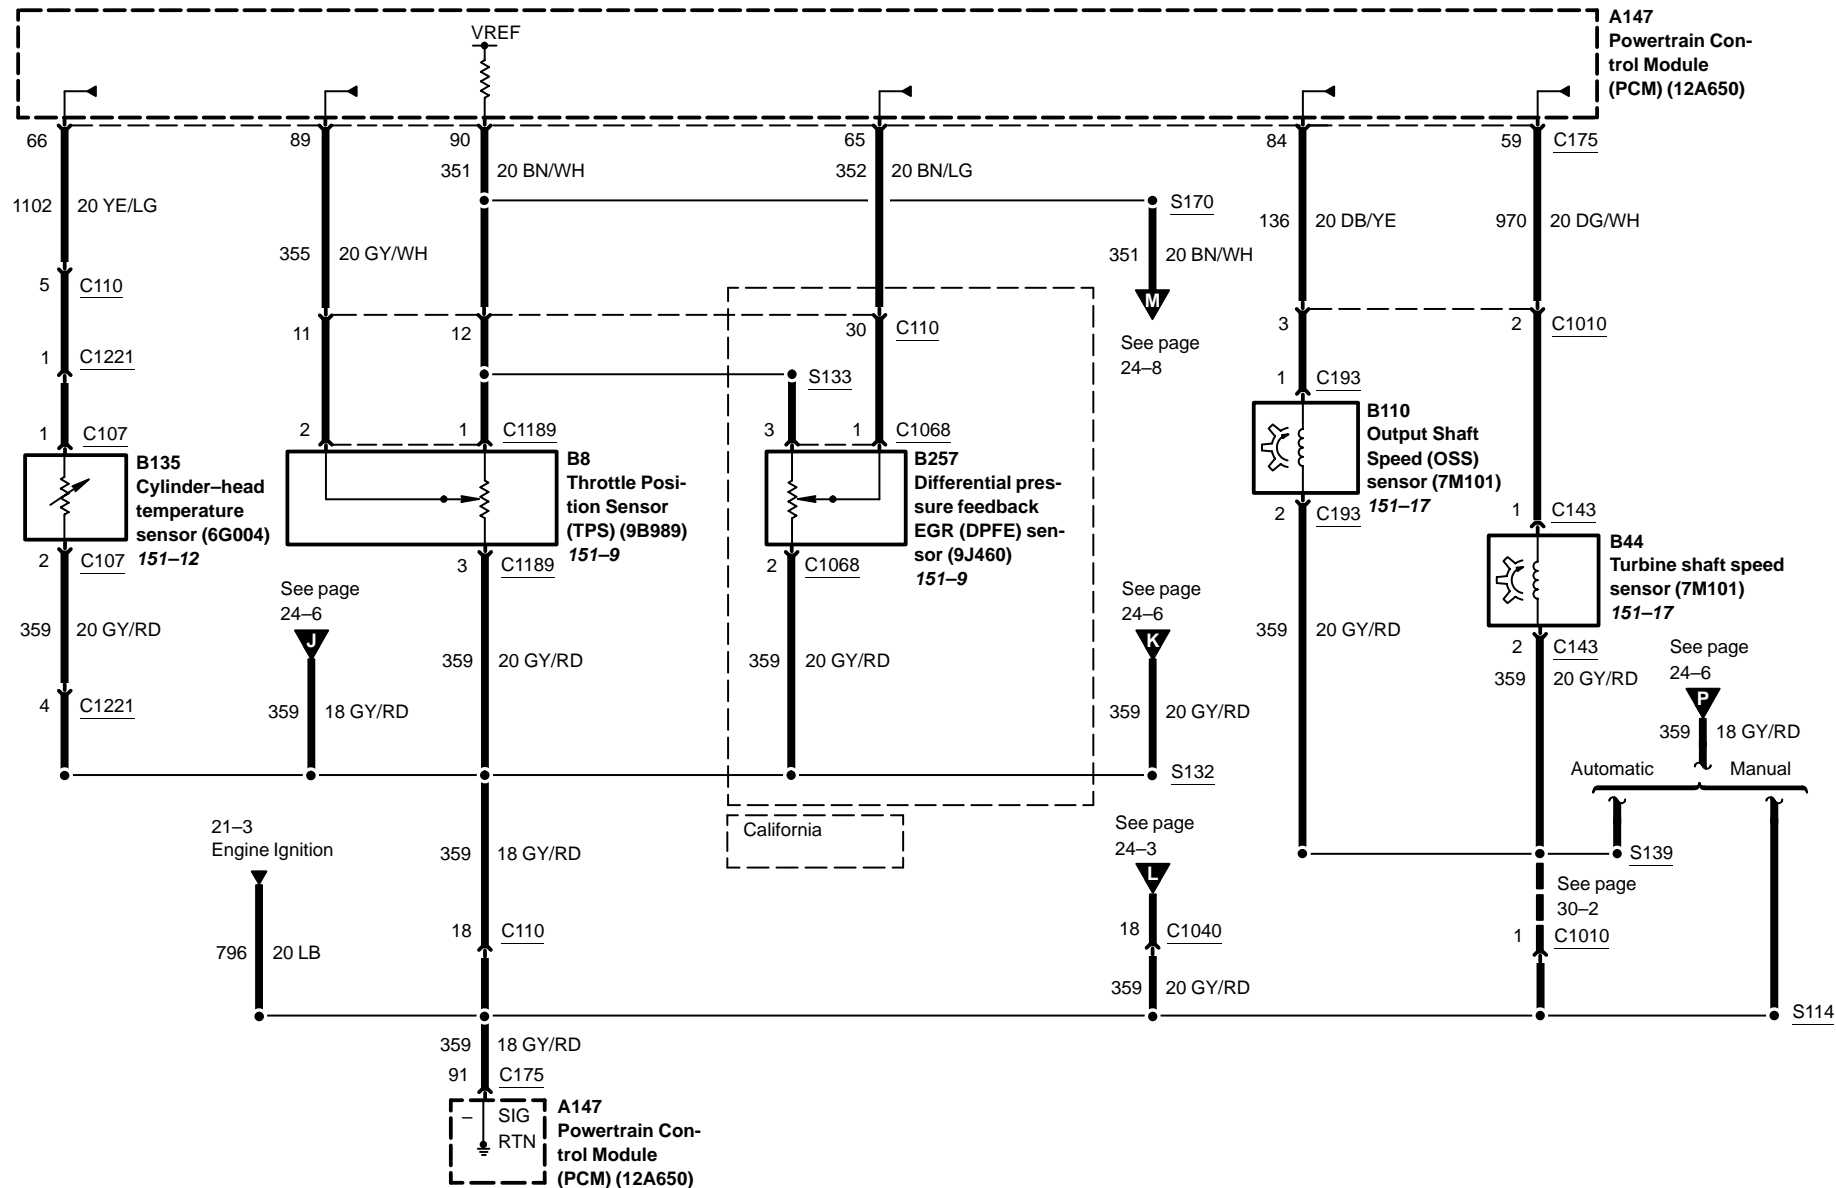 A147
Powertrain Con-
trol Module
(PCM) (12A650)
VREF
66
89
90
65
84
59 C175
351 20 BN/WH
352 20 BN/LG
1102 20 YE/LG
S170
136 20 DB/YE
970 20 DG/WH
355 20 GY/WH
351 20 BN/WH
5 C110
M
See page
24–8
11
12
30 C110
3
2 C1010
1 C1221
S133
1 C193
1 C107
2
1 C1189
3
1 C1068
B110
Output Shaft
Speed (OSS)
sensor (7M101)
151–17
B135
Cylinder–head
temperature
sensor (6G004)
151–12
B8
Throttle Posi-
tion Sensor
(TPS) (9B989)
151–9
B257
Differential pres-
sure feedback
EGR (DPFE) sen-
sor (9J460)
151–9
2 C193
1 C143
B44
Turbine shaft speed
sensor (7M101)
151–17
2 C107
3 C1189
2 C1068
See page
24–6
J
See page
24–6
K
359 20 GY/RD
359 20 GY/RD
359 20 GY/RD
359 20 GY/RD
2 C143
359 20 GY/RD
See page
24–6
P
4 C1221
359 18 GY/RD
359 20 GY/RD
359 18 GY/RD
S132
Automatic
Manual
21–3
Engine Ignition
California
See page
24–3
L
359 18 GY/RD
S139
See page
30–2
18 C110
18 C1040
1 C1010
796 20 LB
359 20 GY/RD
S114
359 18 GY/RD
91 C175
– SIG
RTN
A147
Powertrain Con-
trol Module
(PCM) (12A650)